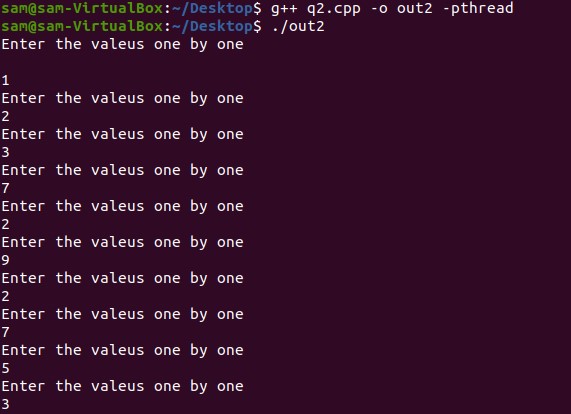 sam@sam-VirtualBox:~/Desktop$ g++ q2.cpp -o out2 -pthread
sam@sam-VirtualBox:~/Desktop$ ./out2
Enter the valeus one by one
1
Enter the valeus one by one
2
Enter the valeus one by one
3
Enter the valeus one by one
7
Enter the valeus one by one
2
Enter the valeus one by one
9
Enter the valeus one by one
2
Enter the valeus one by one
7
Enter the valeus one by one
5
Enter the valeus one by one
3